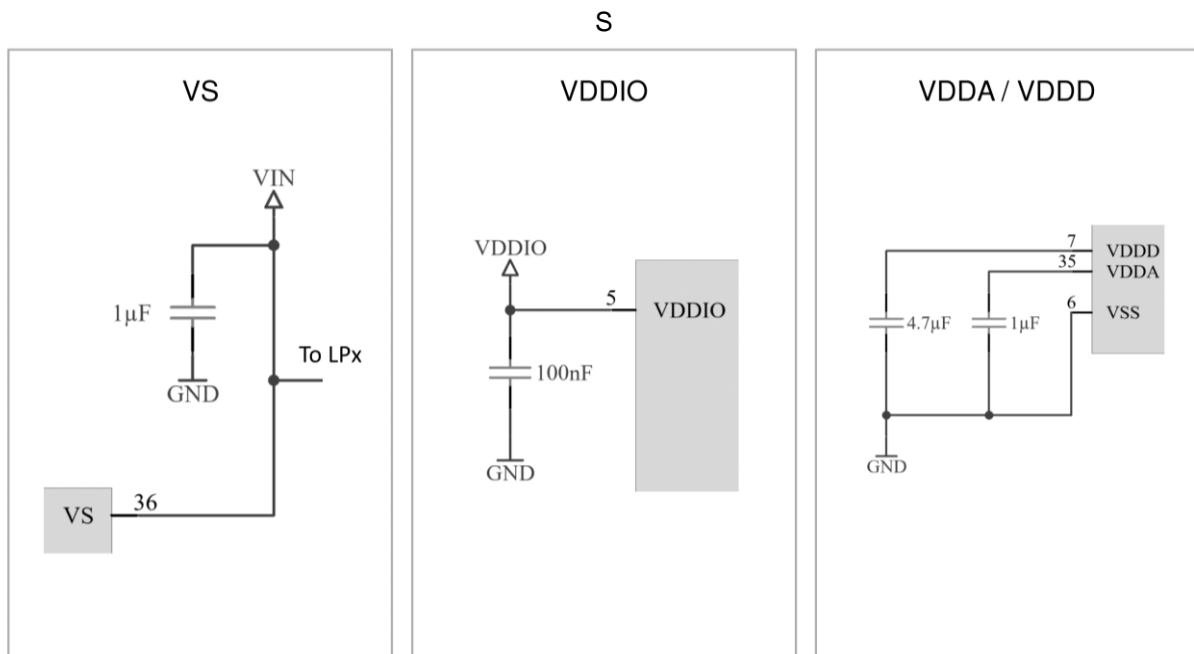 S
VS
VIN
1µF
To LPx
GND
VS
36
VDDIO
VDDIO
5
VDDIO
100nF
GND
VDDA / VDDD
7
VDDD
35
VDDA
6
VSS
4.7µF
1µF
GND